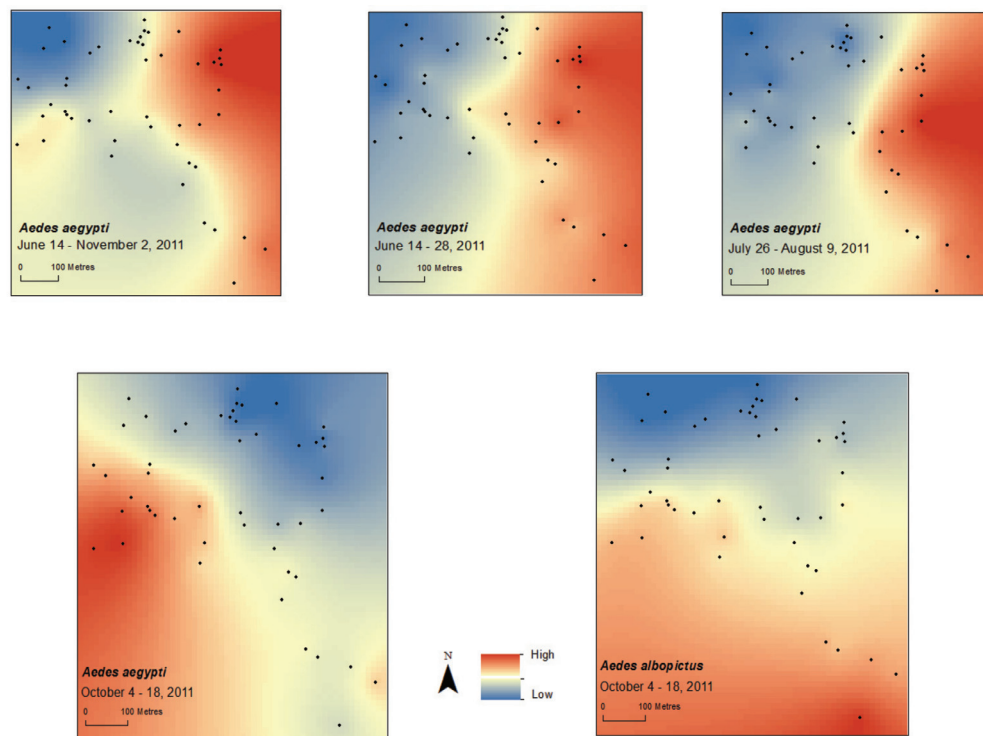 Aedes aegypti
June 14 - November 2, 2011
0 100 Metres
Aedes aegypti
June 14 - 28, 2011
0 100 Metres
Aedes aegypti
July 26 - August 9, 2011
0 100 Metres
Aedes aegypti
October 4 - 18, 2011
0 100 Metres
N
High
Low
Aedes albopictus
October 4 - 18, 2011
0 100 Metres